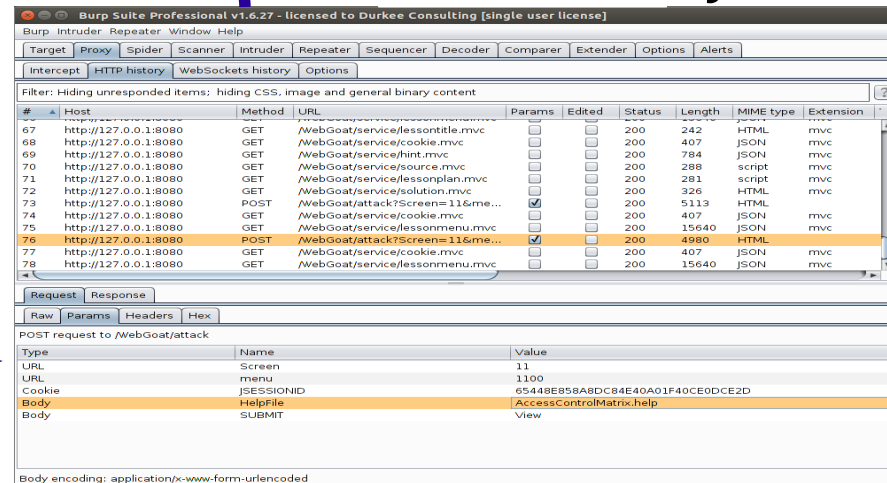 Burp Suite Professional v1.6.27 - licensed to Durkee Consulting [single user license]
Burp Intruder Repeater Window Help
Target Proxy Spider Scanner Intruder Repeater Sequencer Decoder Comparer Extender Options Alerts
Intercept HTTP history WebSockets history Options
Filter: Hiding unresponded items; hiding CSS, image and general binary content ?
# Host Method URL Params Edited Status Length MIME type Extension
67 http://127.0.0.1:8080 GET /WebGoat/service/lessontitle.mvc 200 242 HTML mvc
68 http://127.0.0.1:8080 GET /WebGoat/service/cookie.mvc 200 407 JSON mvc
69 http://127.0.0.1:8080 GET /WebGoat/service/hint.mvc 200 784 JSON mvc
70 http://127.0.0.1:8080 GET /WebGoat/service/source.mvc 200 288 script mvc
71 http://127.0.0.1:8080 GET /WebGoat/service/lessonplan.mvc 200 281 script mvc
72 http://127.0.0.1:8080 GET /WebGoat/service/solution.mvc 200 326 HTML mvc
73 http://127.0.0.1:8080 POST /WebGoat/attack?Screen=11&me... 200 5113 HTML
74 http://127.0.0.1:8080 GET /WebGoat/service/cookie.mvc 200 407 JSON mvc
75 http://127.0.0.1:8080 GET /WebGoat/service/lessonmenu.mvc 200 15640 JSON mvc
76 http://127.0.0.1:8080 POST /WebGoat/attack?Screen=11&me... 200 4980 HTML
77 http://127.0.0.1:8080 GET /WebGoat/service/cookie.mvc 200 407 JSON mvc
78 http://127.0.0.1:8080 GET /WebGoat/service/lessonmenu.mvc 200 15640 JSON mvc
Request Response
Raw Params Headers Hex
POST request to /WebGoat/attack
Type Name Value
URL Screen 11
URL menu 1100
Cookie JSESSIONID 65448E858A8DC84E40A01F40CE0DCE2D
Body HelpFile AccessControlMatrix.help
Body SUBMIT View
Body encoding: application/x-www-form-urlencoded